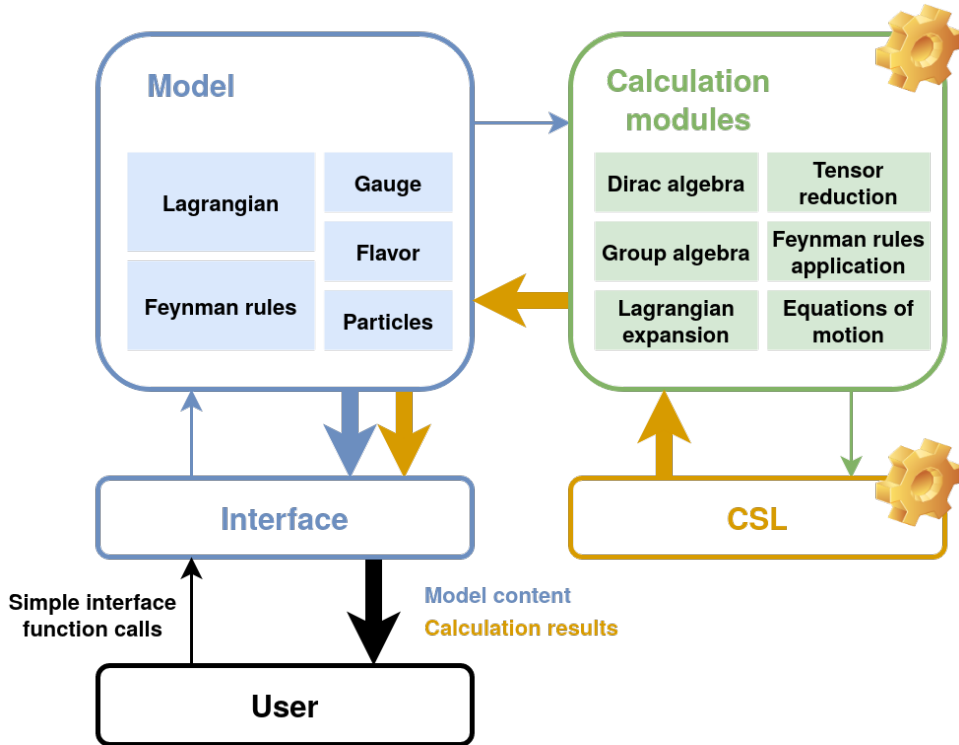 Model
Lagrangian
Feynman rules
Gauge
Flavor
Particles
Calculation
modules
Dirac algebra
Tensor
reduction
Group algebra
Feynman rules
application
Lagrangian
expansion
Equations of
motion
Interface
CSL
Simple interface
function calls
Model content
Calculation results
User